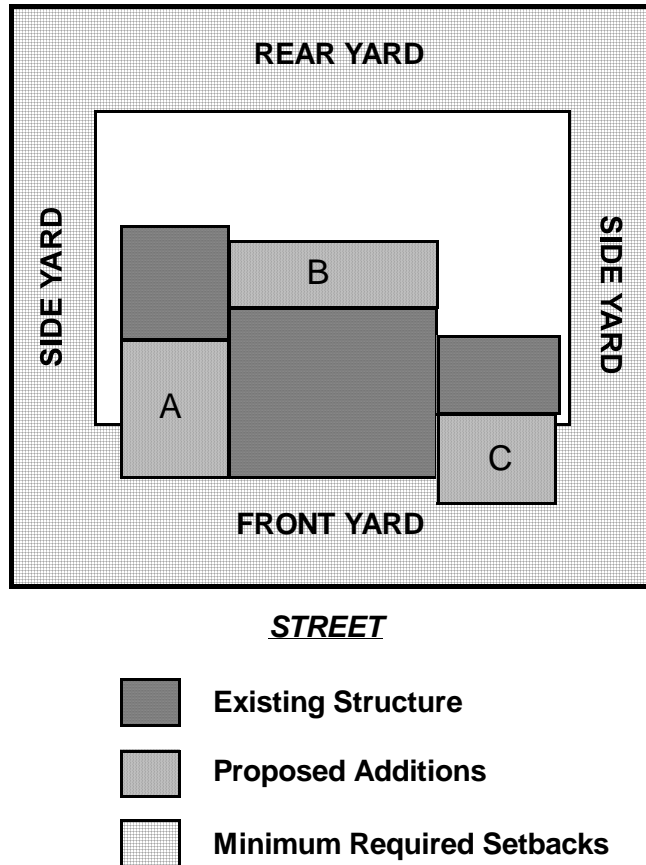 REAR YARD
SIDE YARD
SIDE YARD
B
A
C
FRONT YARD
STREET
Existing Structure
Proposed Additions
Minimum Required Setbacks